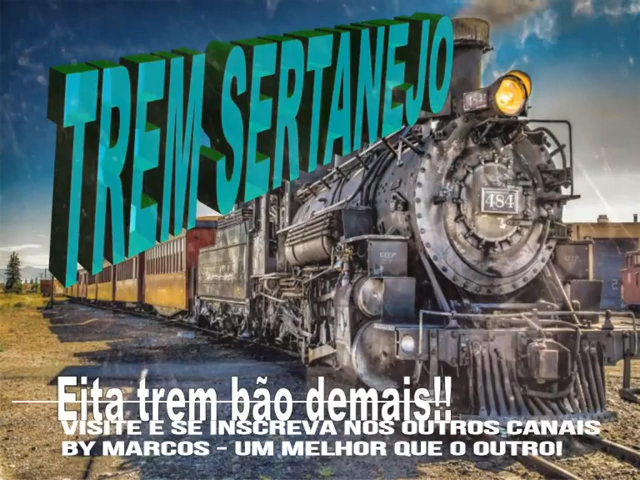 TREM SERTANEJO
484
Eita trem bão demais!!
VISITE E SE INSCREVA NOS OUTROS CANAIS
BY MARCOS - UM MELHOR QUE O OUTRO!